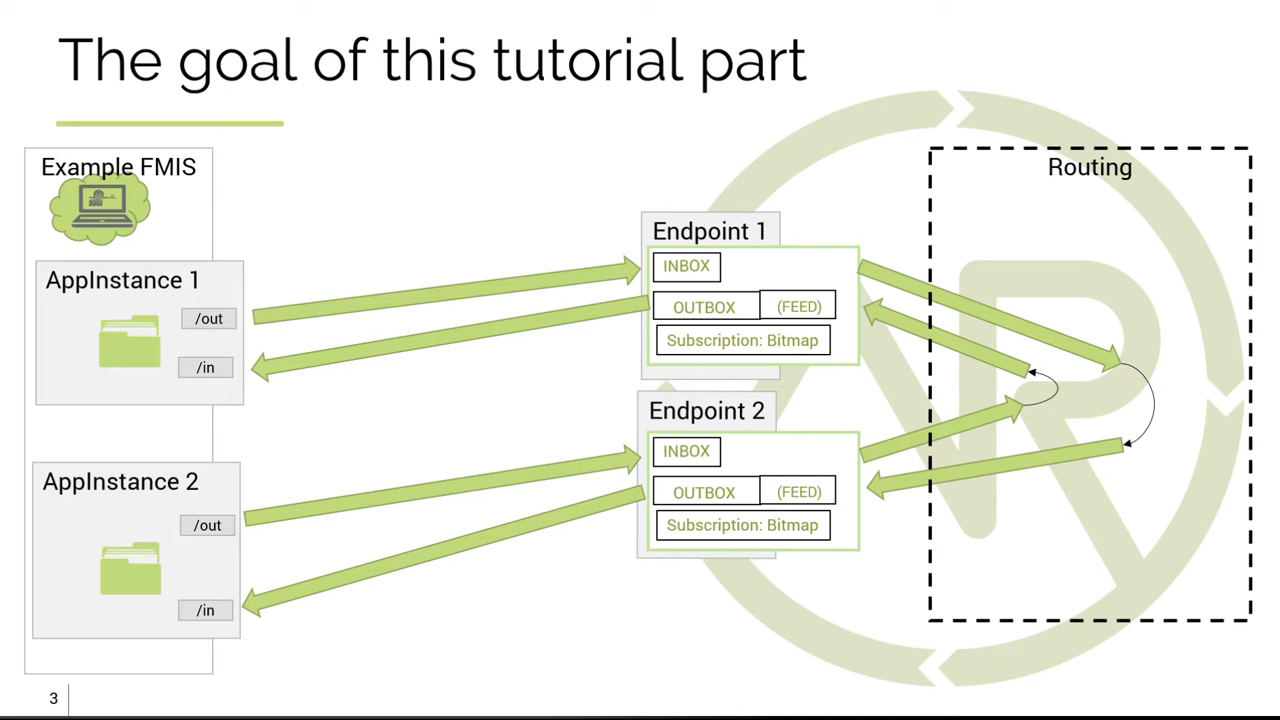 The goal of this tutorial part
Example FMIS
AppInstance 1
/out
/in
AppInstance 2
/out
/in
Endpoint 1
INBOX
OUTBOX (FEED)
Subscription: Bitmap
Endpoint 2
INBOX
OUTBOX (FEED)
Subscription: Bitmap
Routing
3